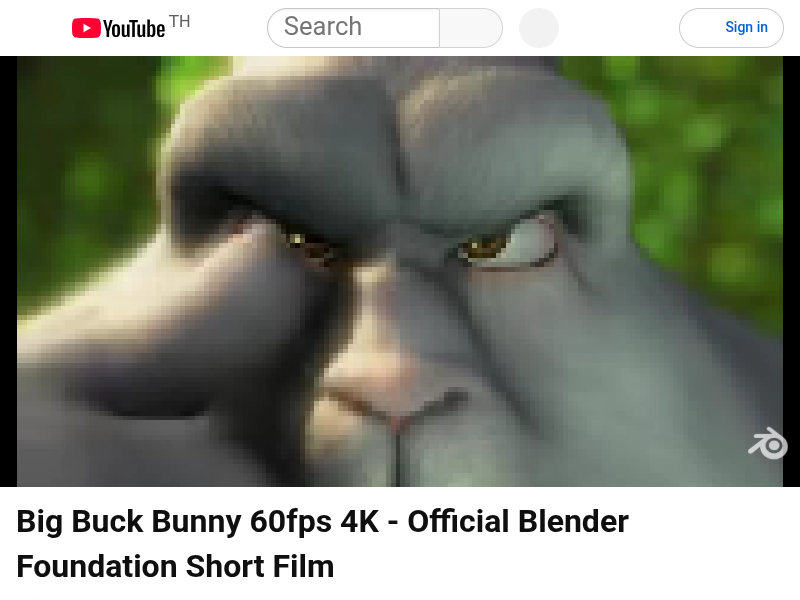 YouTube TH
Search
Sign in
Big Buck Bunny 60fps 4K - Official Blender
Foundation Short Film